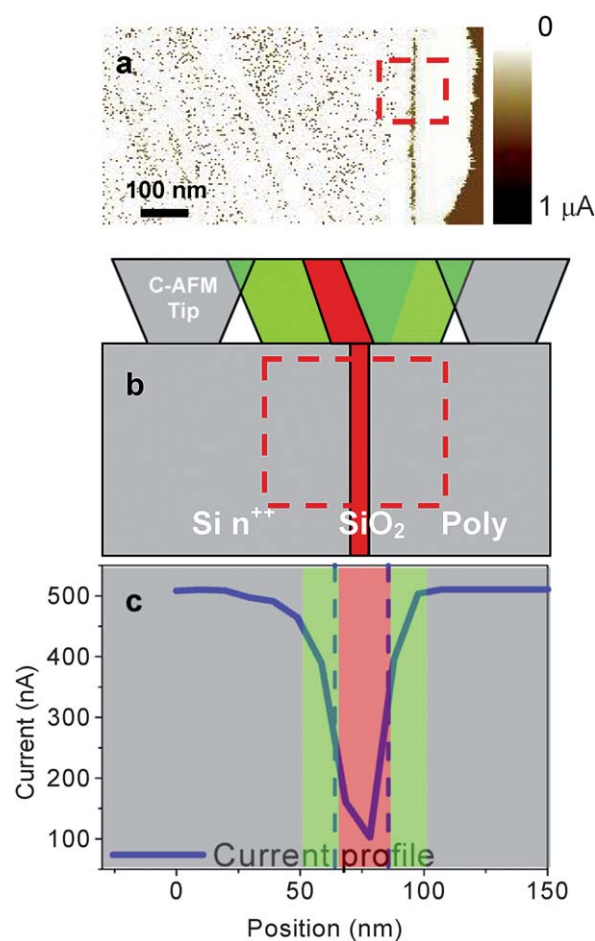 a
0
100 nm
1 μA
C-AFM
Tip
b
Si n++ SiO2 Poly
c
500
400
300
200
100
Current (nA)
Current profile
0 50 100 150
Position (nm)